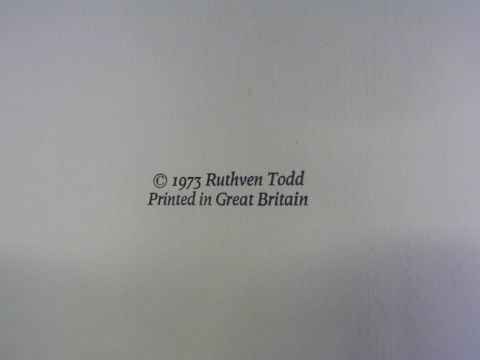 © 1973 Ruthven Todd
Printed in Great Britain